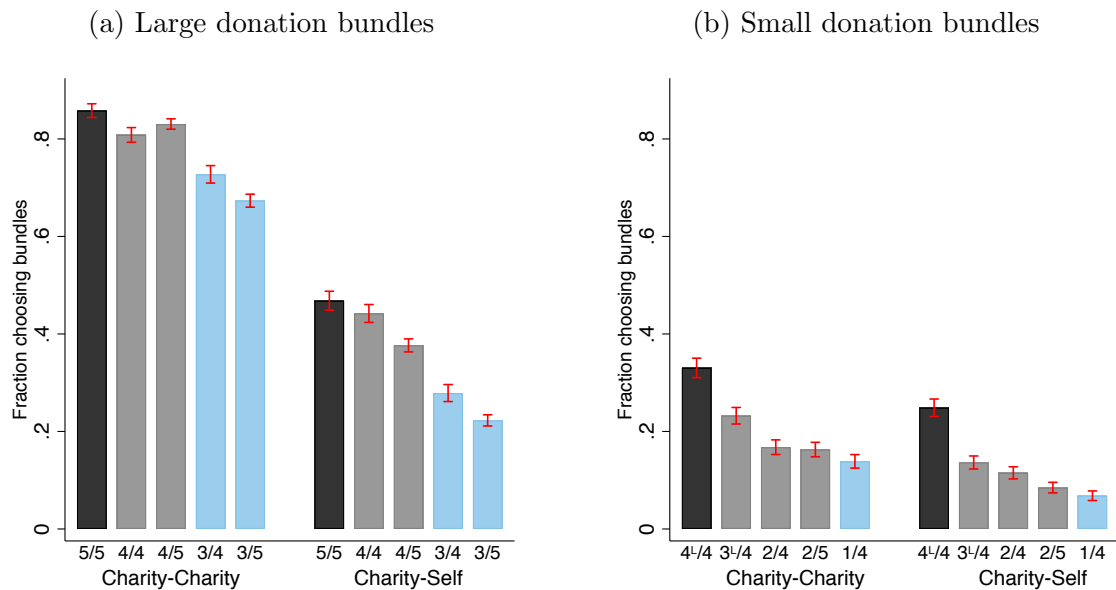 (a) Large donation bundles
Fraction choosing bundles
0 .2 .4 .6 .8
5/5 4/4 4/5 3/4 3/5 5/5 4/4 4/5 3/4 3/5
Charity-Charity Charity-Self
(b) Small donation bundles
Fraction choosing bundles
0 .2 .4 .6 .8
4ᴸ/4 3ᴸ/4 2/4 2/5 1/4 4ᴸ/4 3ᴸ/4 2/4 2/5 1/4
Charity-Charity Charity-Self